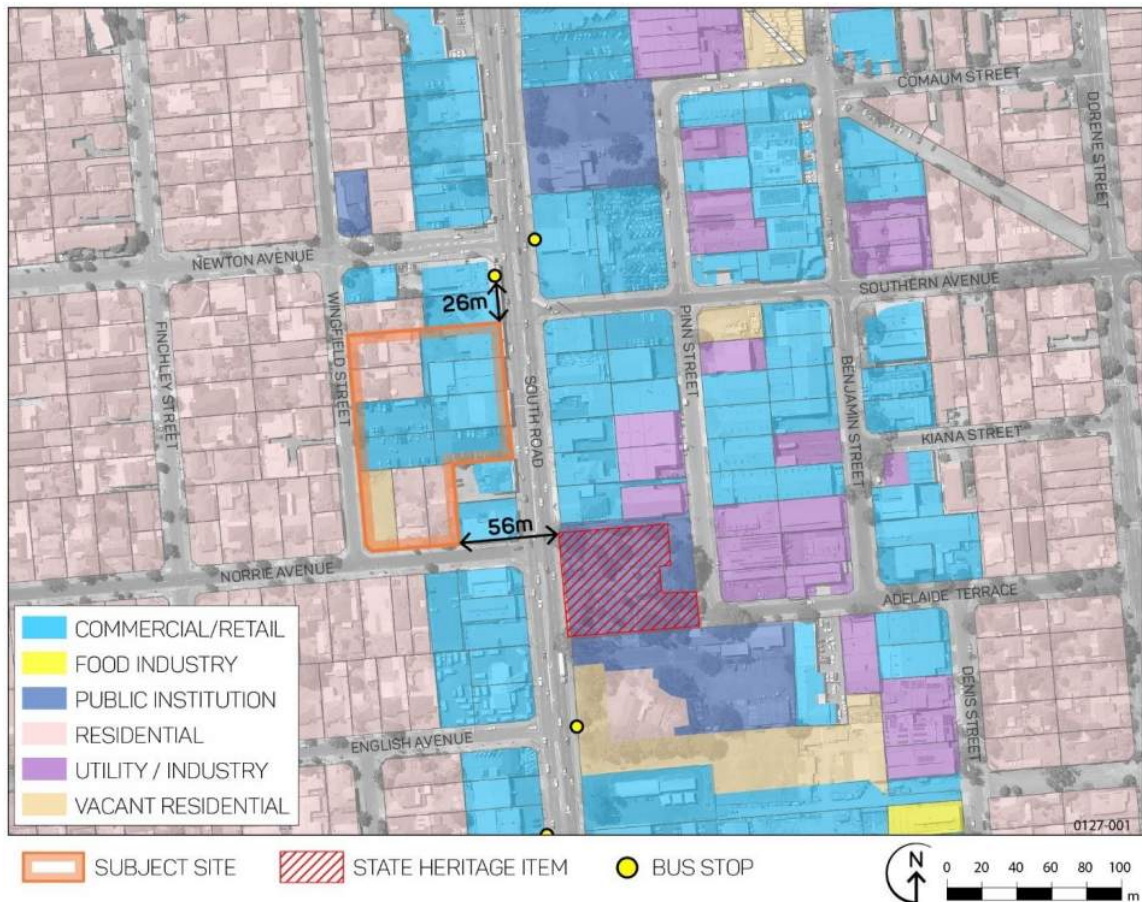 COMAUM STREET
DORENE STREET
NEWTON AVENUE
26m
SOUTHERN AVENUE
FINCHLEY STREET
WINGFIELD STREET
SOUTH ROAD
PINN STREET
BENJAMIN STREET
KIANA STREET
56m
NORRIE AVENUE
ADELAIDE TERRACE
ENGLISH AVENUE
DENIS STREET
COMMERCIAL/RETAIL
FOOD INDUSTRY
PUBLIC INSTITUTION
RESIDENTIAL
UTILITY / INDUSTRY
VACANT RESIDENTIAL
0127-001
SUBJECT SITE
STATE HERITAGE ITEM
BUS STOP
N
0 20 40 60 80 100
m